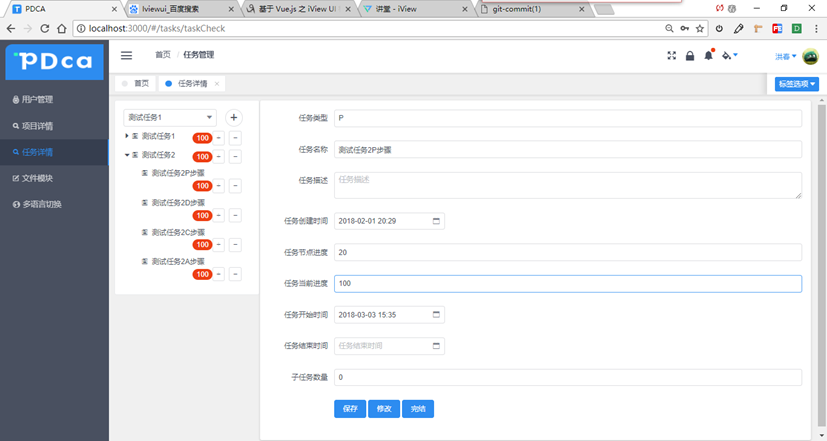 PDCA
Iviewui_百度搜索
基于 Vue.js 之 iView UI
讲堂 - iView
git-commit(1)
localhost:3000/#/tasks/taskCheck
PDca
首页 / 任务管理
洪春
首页
任务详情
标签选项
用户管理
项目详情
任务详情
文件模块
多语言切换
测试任务1
测试任务1
100
测试任务2
100
测试任务2P步骤
100
测试任务2D步骤
100
测试任务2C步骤
100
测试任务2A步骤
100
任务类型 P
任务名称 测试任务2P步骤
任务描述 任务描述
任务创建时间 2018-02-01 20:29
任务节点进度 20
任务当前进度 100
任务开始时间 2018-03-03 15:35
任务结束时间 任务结束时间
子任务数量 0
保存 修改 完结